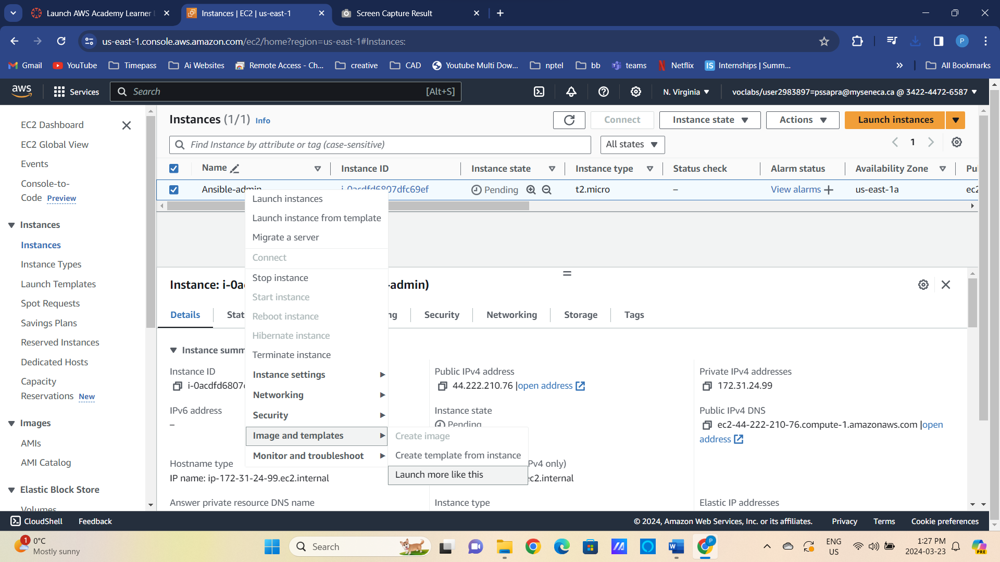 Launch AWS Academy Learner
Instances | EC2 | us-east-1
Screen Capture Result
us-east-1.console.aws.amazon.com/ec2/home?region=us-east-1#Instances:
P
Gmail
YouTube
Timepass
Ai Websites
Remote Access - Ch...
creative
CAD
Youtube Multi Dow...
nptel
bb
teams
Netflix
IS
Internships | Summ...
All Bookmarks
aws
Services
Search
[Alt+S]
N. Virginia
voclabs/user2983897=pssapra@myseneca.ca @ 3422-4472-6587
EC2 Dashboard
EC2 Global View
Events
Console-to-
Code Preview
Instances
Instances
Instance Types
Launch Templates
Spot Requests
Savings Plans
Reserved Instances
Dedicated Hosts
Capacity
Reservations New
Images
AMIs
AMI Catalog
Elastic Block Store
Volumes
Instances (1/1) Info
Connect
Instance state
Actions
Launch instances
Find Instance by attribute or tag (case-sensitive)
All states
1
Name
Instance ID
Instance state
Instance type
Status check
Alarm status
Availability Zone
Pu
Ansible-admin
i-0acdfd6807dfc69ef
Pending
t2.micro
–
View alarms
us-east-1a
ec2
Launch instances
Launch instance from template
Migrate a server
Connect
Stop instance
Start instance
Reboot instance
Hibernate instance
Terminate instance
Instance settings
Networking
Security
Image and templates
Monitor and troubleshoot
Create image
Create template from instance
Launch more like this
Instance: i-0a
-admin)
Details
Stat
ng
Security
Networking
Storage
Tags
Instance summ
Instance ID
i-0acdfd6807
Public IPv4 address
44.222.210.76 |open address
Private IPv4 addresses
172.31.24.99
IPv6 address
–
Instance state
Pending
Public IPv4 DNS
ec2-44-222-210-76.compute-1.amazonaws.com |open
address
Hostname type
IP name: ip-172-31-24-99.ec2.internal
Pv4 only)
c2.internal
Answer private resource DNS name
Instance type
Elastic IP addresses
CloudShell
Feedback
© 2024, Amazon Web Services, Inc. or its affiliates.
Privacy
Terms
Cookie preferences
1
0°C
Mostly sunny
Search
P
ENG
US
1:27 PM
2024-03-23
PRE